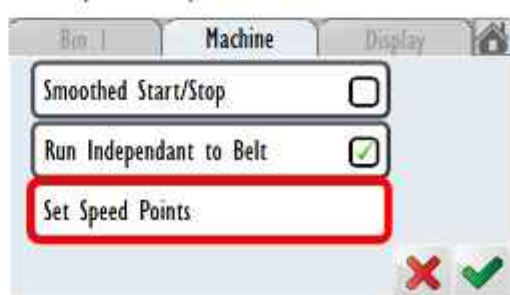 Bin 1 Machine Display
Smoothed Start/Stop
Run Independant to Belt
Set Speed Points